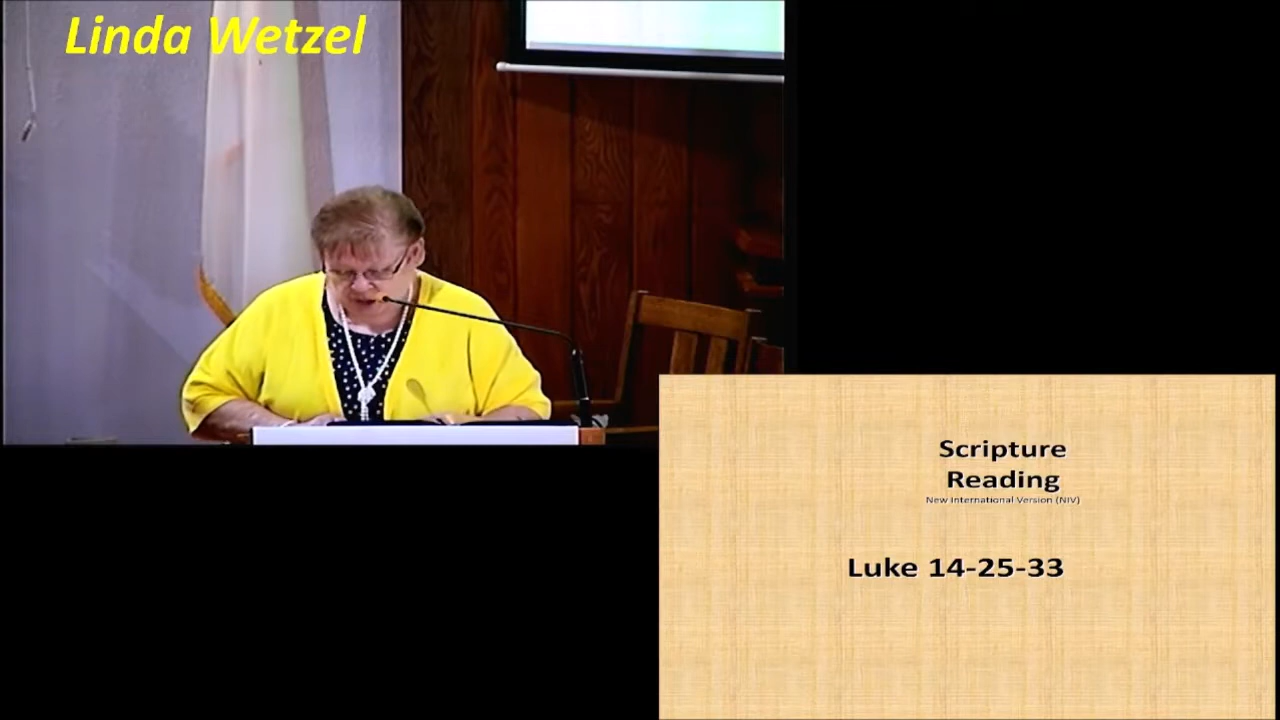 Linda Wetzel
Scripture
Reading
New International Version (NIV)
Luke 14-25-33